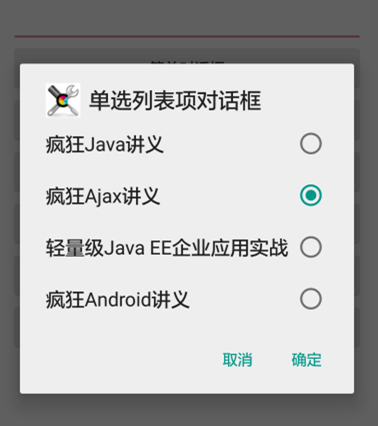 单选列表项对话框
疯狂Java讲义
疯狂Ajax讲义
轻量级Java EE企业应用实战
疯狂Android讲义
取消 确定